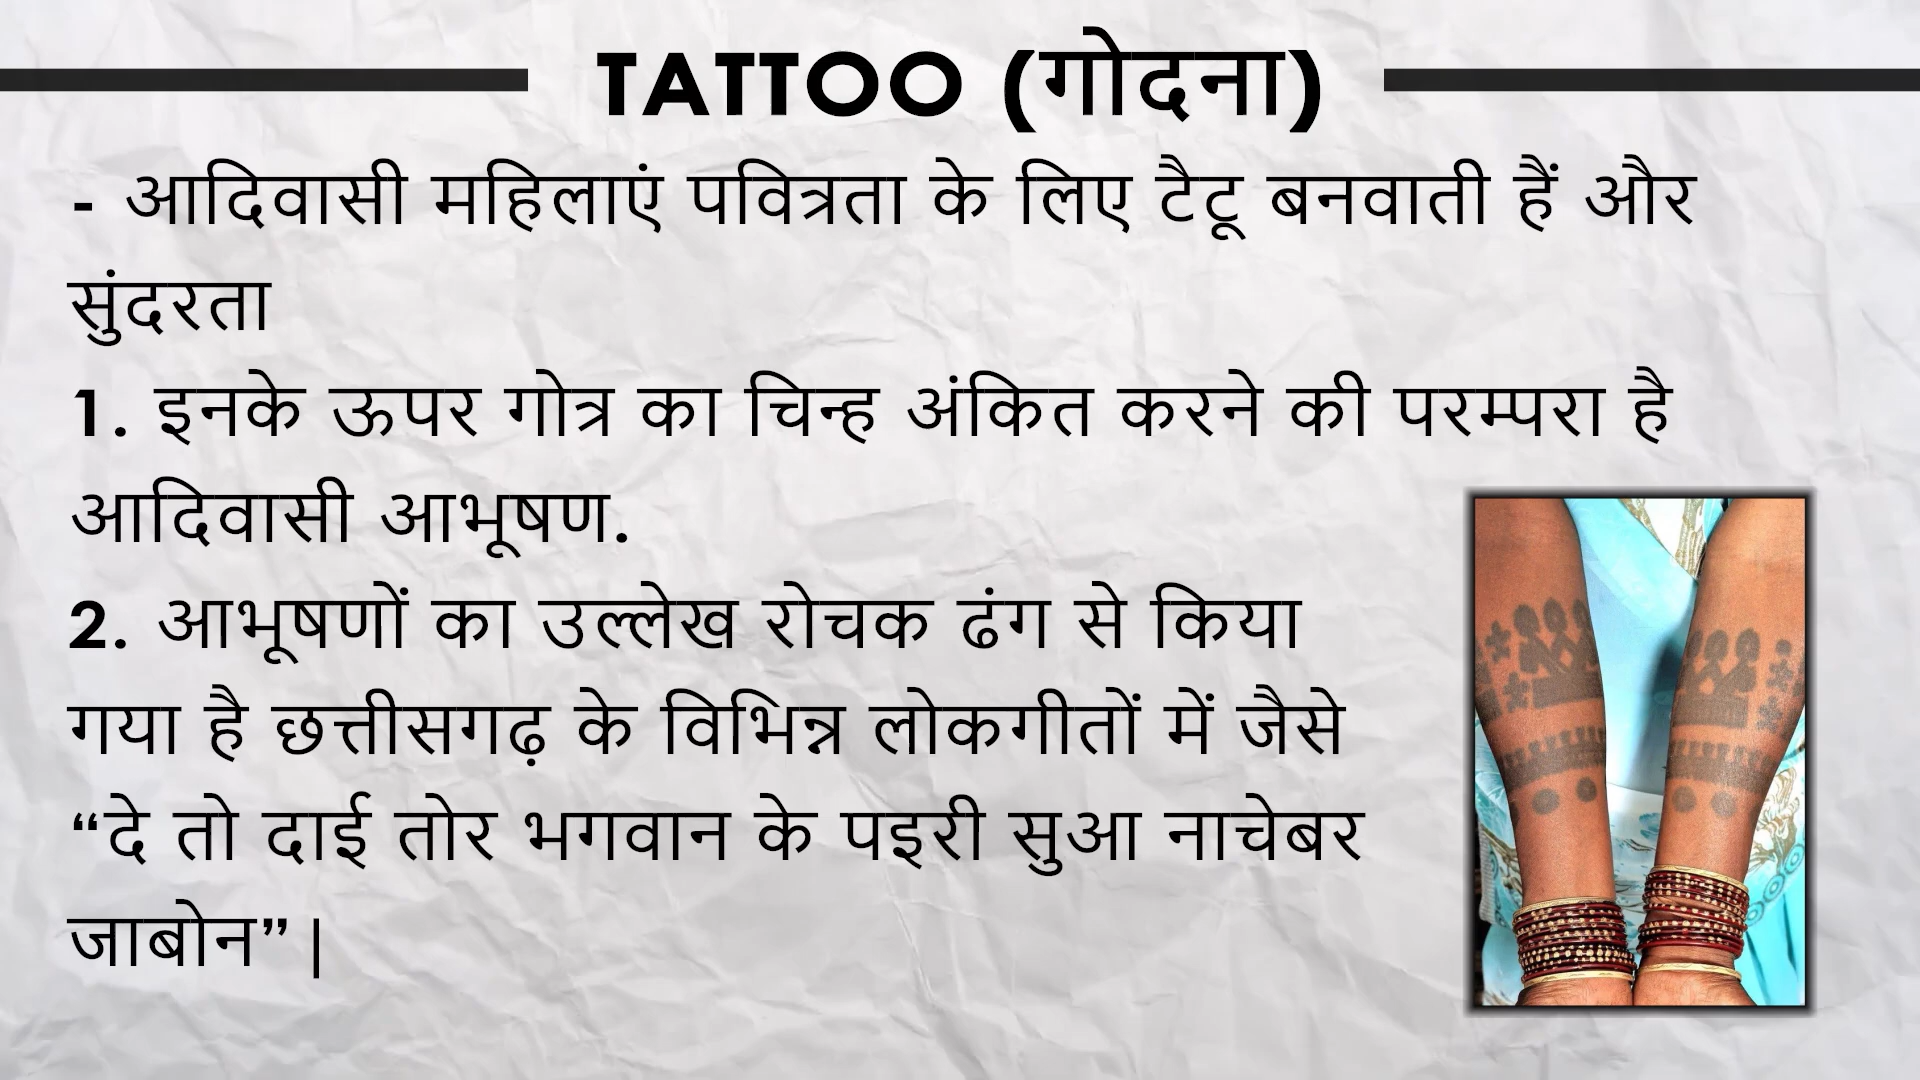 TATTOO (गोदना)
- आदिवासी महिलाएं पवित्रता के लिए टैटू बनवाती हैं और
सुंदरता
1. इनके ऊपर गोत्र का चिन्ह अंकित करने की परम्परा है
आदिवासी आभूषण.
2. आभूषणों का उल्लेख रोचक ढंग से किया
गया है छत्तीसगढ़ के विभिन्न लोकगीतों में जैसे
“दे तो दाई तोर भगवान के पइरी सुआ नाचेबर
जाबोन”|